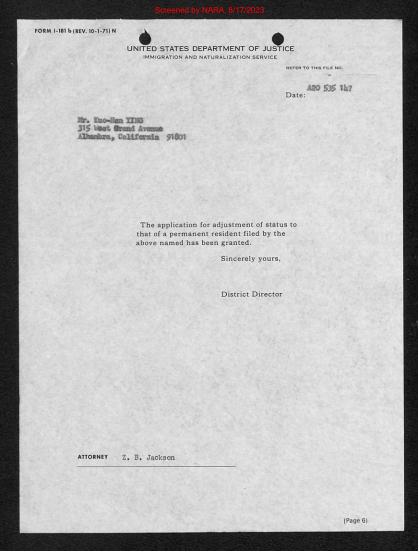 Screened by NARA, 8/17/2023
FORM I-181 b (REV. 10-1-71) N
UNITED STATES DEPARTMENT OF JUSTICE
IMMIGRATION AND NATURALIZATION SERVICE
REFER TO THIS FILE NO.
A20 535 147
Date:
Mr. Kuo-Han YING
315 West Grand Avenue
Alhambra, California 91801
The application for adjustment of status to
that of a permanent resident filed by the
above named has been granted.
Sincerely yours,
District Director
ATTORNEY Z. B. Jackson
(Page 6)